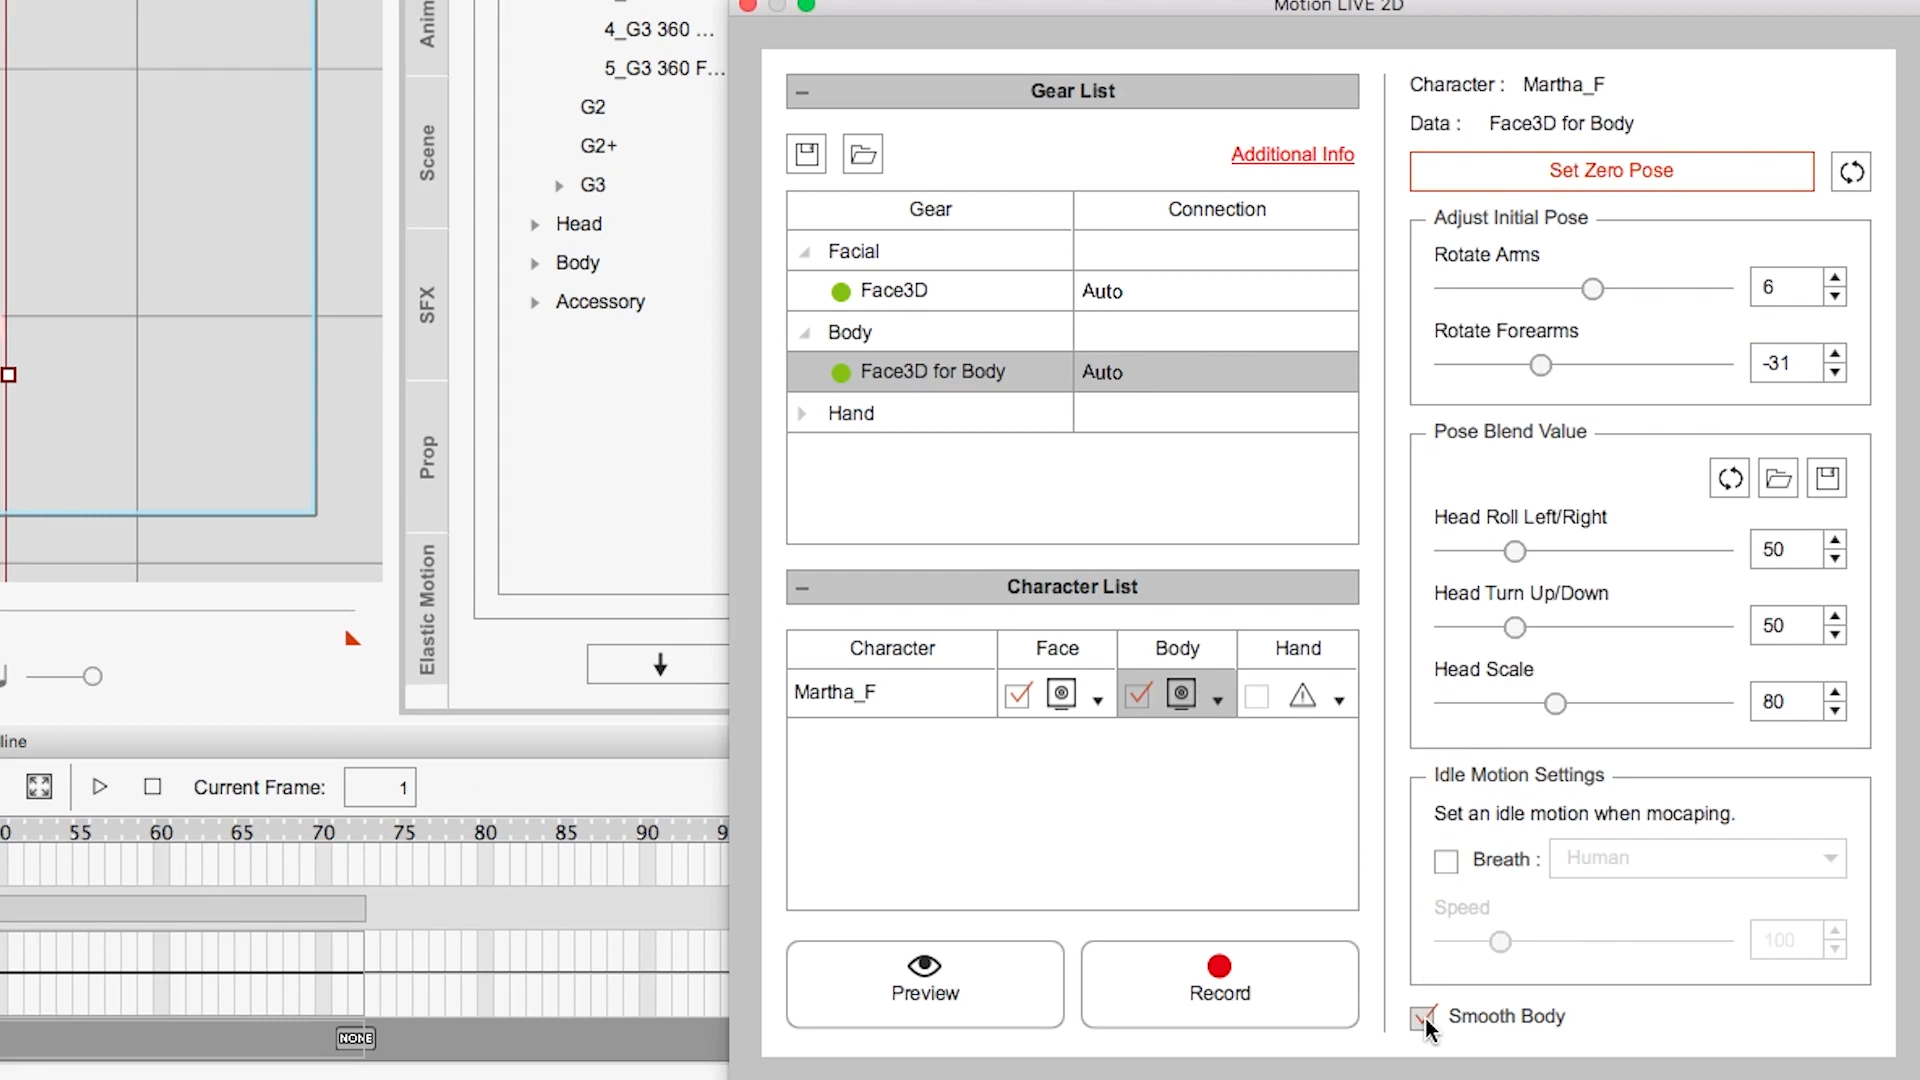 Motion LIVE 2D
Anim
Scene
SFX
Prop
Elastic Motion
4_G3 360 ...
5_G3 360 F...
G2
G2+
G3
Head
Body
Accessory
Gear List
Additional Info
Gear Connection
Facial
Face3D Auto
Body
Face3D for Body Auto
Hand
Character List
Character Face Body Hand
Martha_F
Preview
Record
Character : Martha_F
Data : Face3D for Body
Set Zero Pose
Adjust Initial Pose
Rotate Arms
6
Rotate Forearms
-31
Pose Blend Value
Head Roll Left/Right
50
Head Turn Up/Down
50
Head Scale
80
Idle Motion Settings
Set an idle motion when mocaping.
Breath : Human
Speed
100
Smooth Body
line
Current Frame: 1
0 55 60 65 70 75 80 85 90 9
NONE